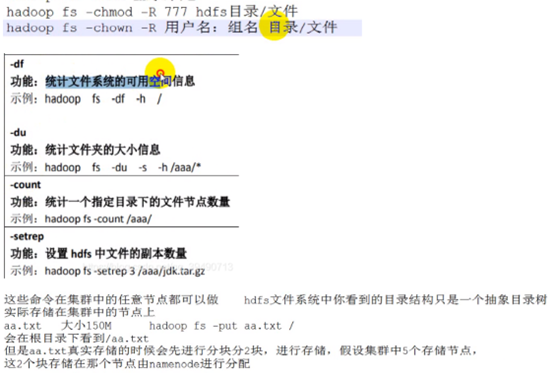 hadoop fs -chmod -R 777 hdfs目录/文件
hadoop fs -chown -R 用户名：组名 目录/文件
-df
功能：统计文件系统的可用空间信息
示例：hadoop fs -df -h /
-du
功能：统计文件夹的大小信息
示例：hadoop fs -du -s -h /aaa/*
-count
功能：统计一个指定目录下的文件节点数量
示例：hadoop fs -count /aaa/
-setrep
功能：设置 hdfs 中文件的副本数量
示例：hadoop fs -setrep 3 /aaa/jdk.tar.gz
这些命令在集群中的任意节点都可以做 hdfs文件系统中你看到的目录结构只是一个抽象目录树
实际存储在集群中的节点上
aa.txt 大小150M hadoop fs -put aa.txt /
会在根目录下看到/aa.txt
但是aa.txt真实存储的时候会先进行分块分2块，进行存储，假设集群中5个存储节点，
这2个块存储在那个节点由namenode进行分配